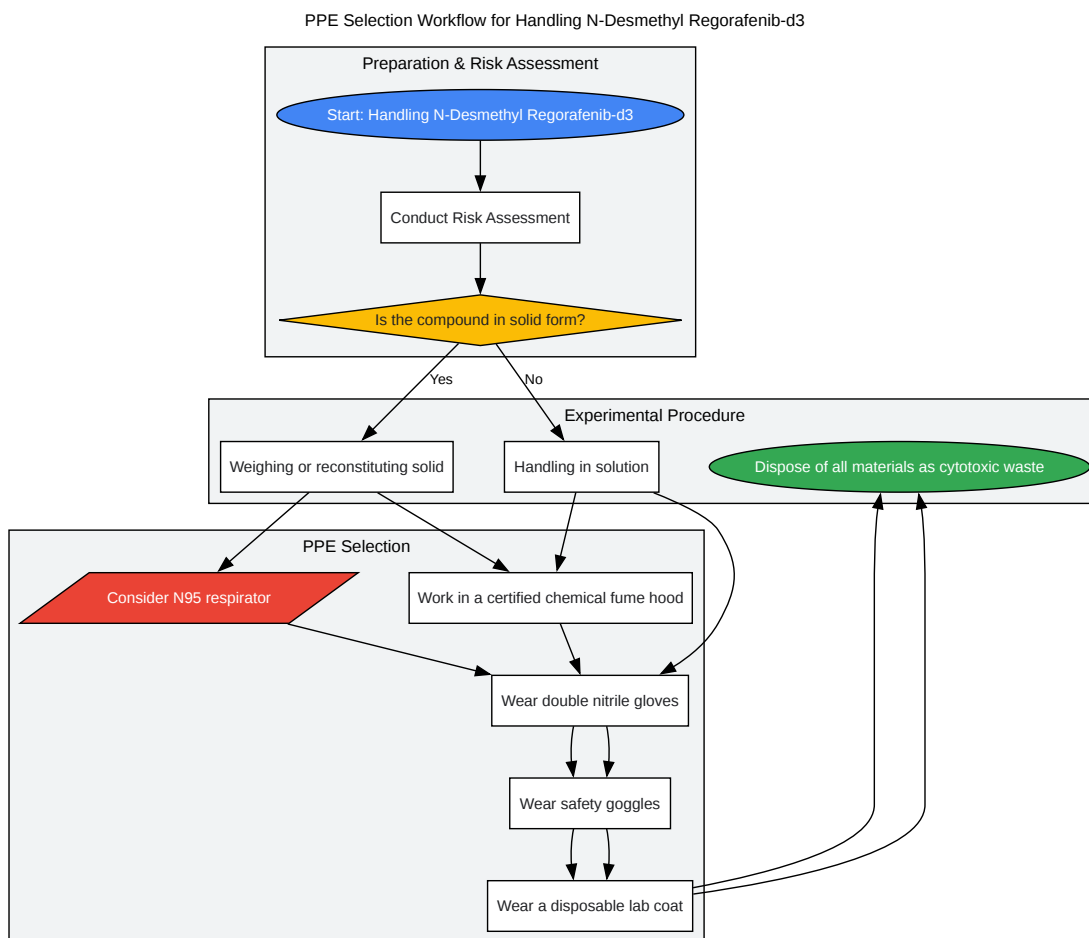 PPE Selection Workflow for Handling N-Desmethyl Regorafenib-d3
Preparation & Risk Assessment
Start: Handling N-Desmethyl Regorafenib-d3
Conduct Risk Assessment
Is the compound in solid form?
Yes
No
Experimental Procedure
Weighing or reconstituting solid
Handling in solution
Dispose of all materials as cytotoxic waste
PPE Selection
Consider N95 respirator
Work in a certified chemical fume hood
Wear double nitrile gloves
Wear safety goggles
Wear a disposable lab coat